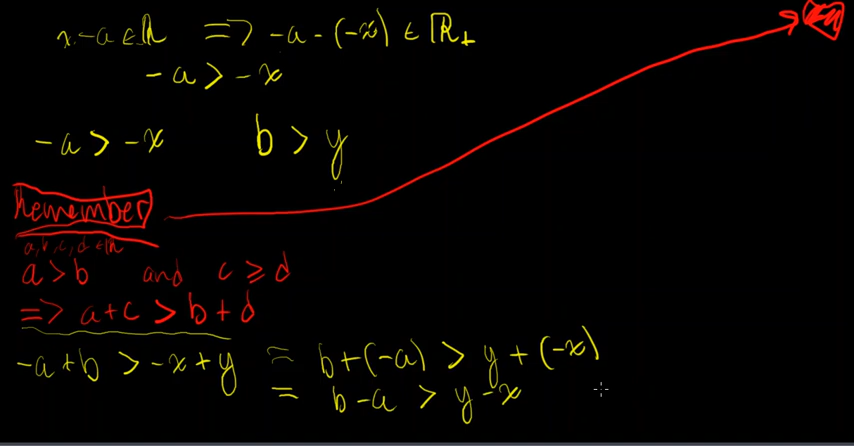 x-a ∈ ℝ => -a-(-x) ∈ ℝ+
-a > -x
-a > -x b > y
Remember
a, b, c, d ∈ ℝ
a > b and c ≥ d
=> a+c > b+d
-a+b > -x+y = b+(-a) > y+(-x)
= b-a > y-x